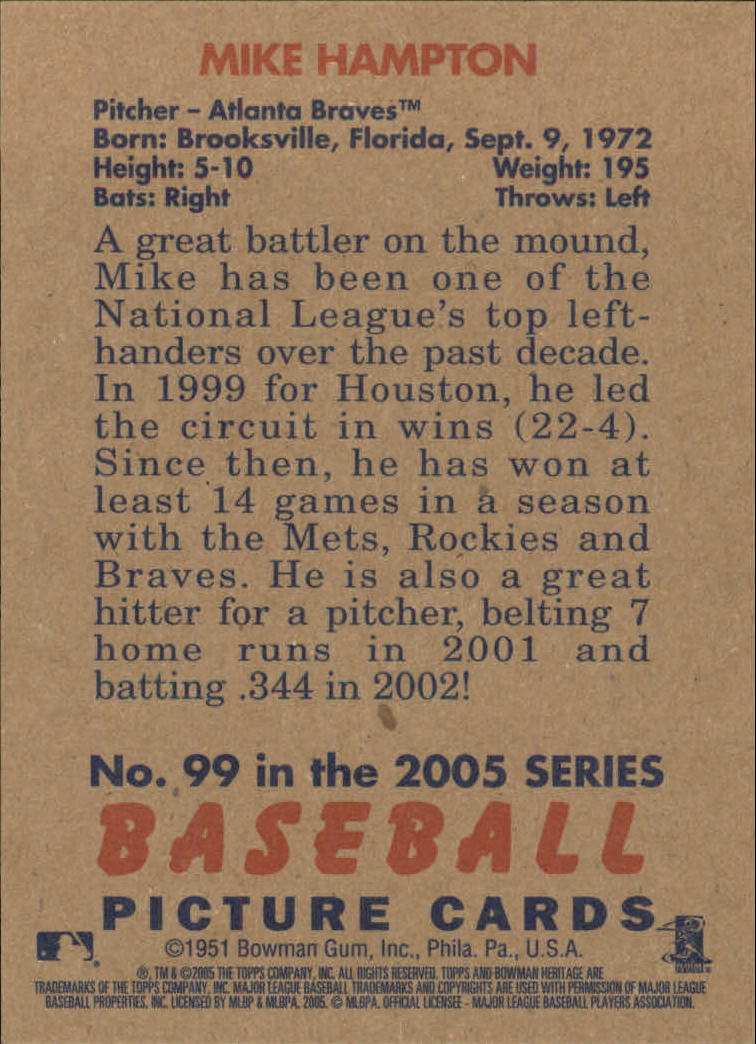 MIKE HAMPTON
Pitcher – Atlanta Braves™
Born: Brooksville, Florida, Sept. 9, 1972
Height: 5-10 Weight: 195
Bats: Right Throws: Left
A great battler on the mound,
Mike has been one of the
National League's top left-
handers over the past decade.
In 1999 for Houston, he led
the circuit in wins (22-4).
Since then, he has won at
least 14 games in a season
with the Mets, Rockies and
Braves. He is also a great
hitter for a pitcher, belting 7
home runs in 2001 and
batting .344 in 2002!
No. 99 in the 2005 SERIES
BASEBALL
PICTURE CARDS
©1951 Bowman Gum, Inc., Phila. Pa., U.S.A.
®, TM & ©2005 THE TOPPS COMPANY, INC. ALL RIGHTS RESERVED. TOPPS AND BOWMAN HERITAGE ARE
TRADEMARKS OF THE TOPPS COMPANY, INC. MAJOR LEAGUE BASEBALL TRADEMARKS AND COPYRIGHTS ARE USED WITH PERMISSION OF MAJOR LEAGUE
BASEBALL PROPERTIES, INC. LICENSED BY MLBP & MLBPA, 2005. © MLBPA, OFFICIAL LICENSEE - MAJOR LEAGUE BASEBALL PLAYERS ASSOCIATION.